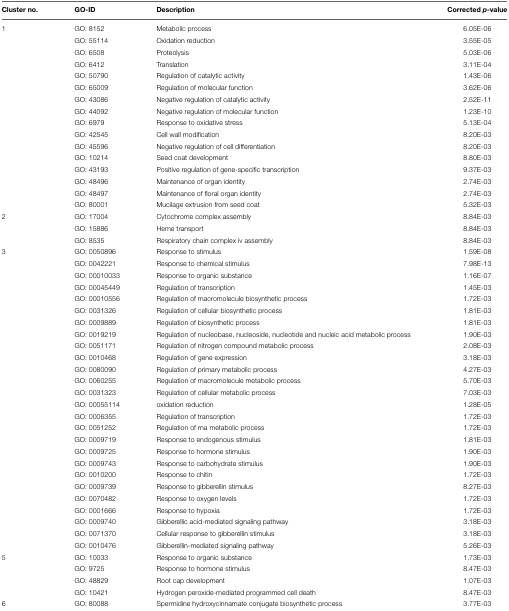 Cluster no. GO-ID Description Corrected p-value
1 GO: 8152 Metabolic process 6.05E-06
GO: 55114 Oxidation reduction 3.55E-05
GO: 6508 Proteolysis 5.03E-06
GO: 6412 Translation 3.11E-04
GO: 50790 Regulation of catalytic activity 1.43E-06
GO: 65009 Regulation of molecular function 3.62E-06
GO: 43086 Negative regulation of catalytic activity 2.52E-11
GO: 44092 Negative regulation of molecular function 1.23E-10
GO: 6979 Response to oxidative stress 5.13E-04
GO: 42545 Cell wall modification 8.20E-03
GO: 45596 Negative regulation of cell differentiation 8.20E-03
GO: 10214 Seed coat development 8.80E-03
GO: 43193 Positive regulation of gene-specific transcription 9.37E-03
GO: 48496 Maintenance of organ identity 2.74E-03
GO: 48497 Maintenance of floral organ identity 2.74E-03
GO: 80001 Mucilage extrusion from seed coat 5.32E-03
2 GO: 17004 Cytochrome complex assembly 8.84E-03
GO: 15886 Heme transport 8.84E-03
GO: 8535 Respiratory chain complex iv assembly 8.84E-03
3 GO: 0050896 Response to stimulus 1.59E-08
GO: 0042221 Response to chemical stimulus 7.98E-13
GO: 00010033 Response to organic substance 1.16E-07
GO: 00045449 Regulation of transcription 1.45E-03
GO: 00010556 Regulation of macromolecule biosynthetic process 1.72E-03
GO: 0031326 Regulation of cellular biosynthetic process 1.81E-03
GO: 0009889 Regulation of biosynthetic process 1.81E-03
GO: 0019219 Regulation of nucleobase, nucleoside, nucleotide and nucleic acid metabolic process 1.90E-03
GO: 0051171 Regulation of nitrogen compound metabolic process 2.08E-03
GO: 0010468 Regulation of gene expression 3.18E-03
GO: 0080090 Regulation of primary metabolic process 4.27E-03
GO: 0060255 Regulation of macromolecule metabolic process 5.70E-03
GO: 0031323 Regulation of cellular metabolic process 7.03E-03
GO: 00055114 oxidation reduction 1.28E-05
GO: 0006355 Regulation of transcription 1.72E-03
GO: 0051252 Regulation of rna metabolic process 1.72E-03
GO: 0009719 Response to endogenous stimulus 1.81E-03
GO: 0009725 Response to hormone stimulus 1.90E-03
GO: 0009743 Response to carbohydrate stimulus 1.90E-03
GO: 0010200 Response to chitin 1.72E-03
GO: 0009739 Response to gibberellin stimulus 8.27E-03
GO: 0070482 Response to oxygen levels 1.72E-03
GO: 0001666 Response to hypoxia 1.72E-03
GO: 0009740 Gibberellic acid-mediated signaling pathway 3.18E-03
GO: 0071370 Cellular response to gibberellin stimulus 3.18E-03
GO: 0010476 Gibberellin-mediated signaling pathway 5.26E-03
5 GO: 10033 Response to organic substance 1.73E-03
GO: 9725 Response to hormone stimulus 8.47E-03
GO: 48829 Root cap development 1.07E-03
GO: 10421 Hydrogen peroxide-mediated programmed cell death 8.47E-03
6 GO: 80088 Spermidine hydroxycinnamate conjugate biosynthetic process 3.77E-03